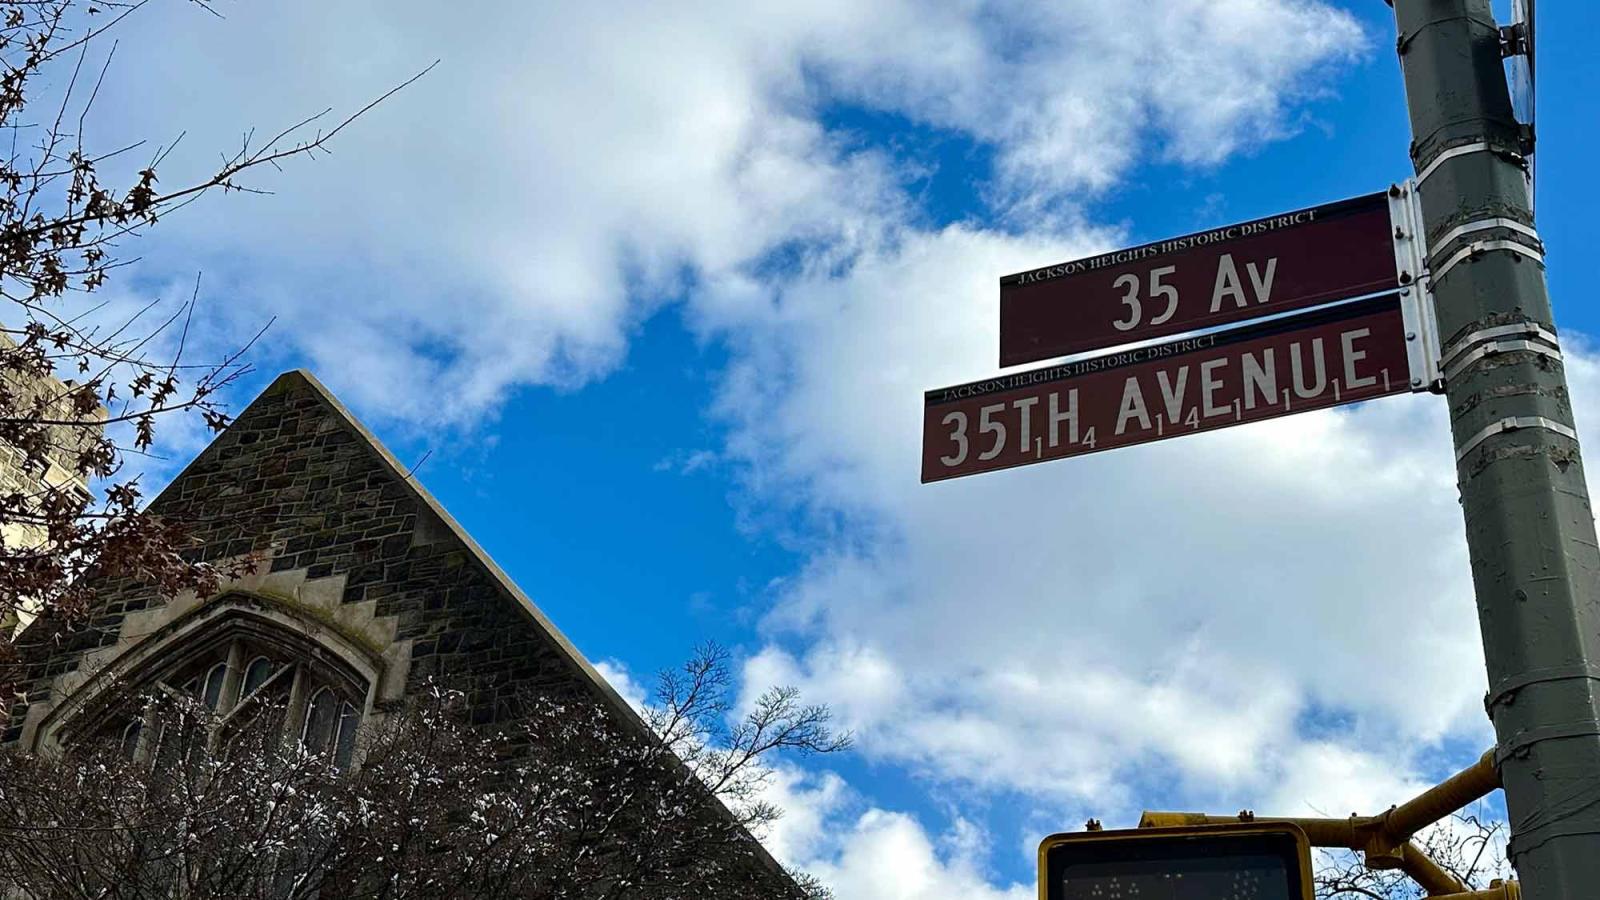 JACKSON HEIGHTS HISTORIC DISTRICT
35 AV
JACKSON HEIGHTS HISTORIC DISTRICT
35T₁H₄ A₁V₄E₁N₁U₁E₁